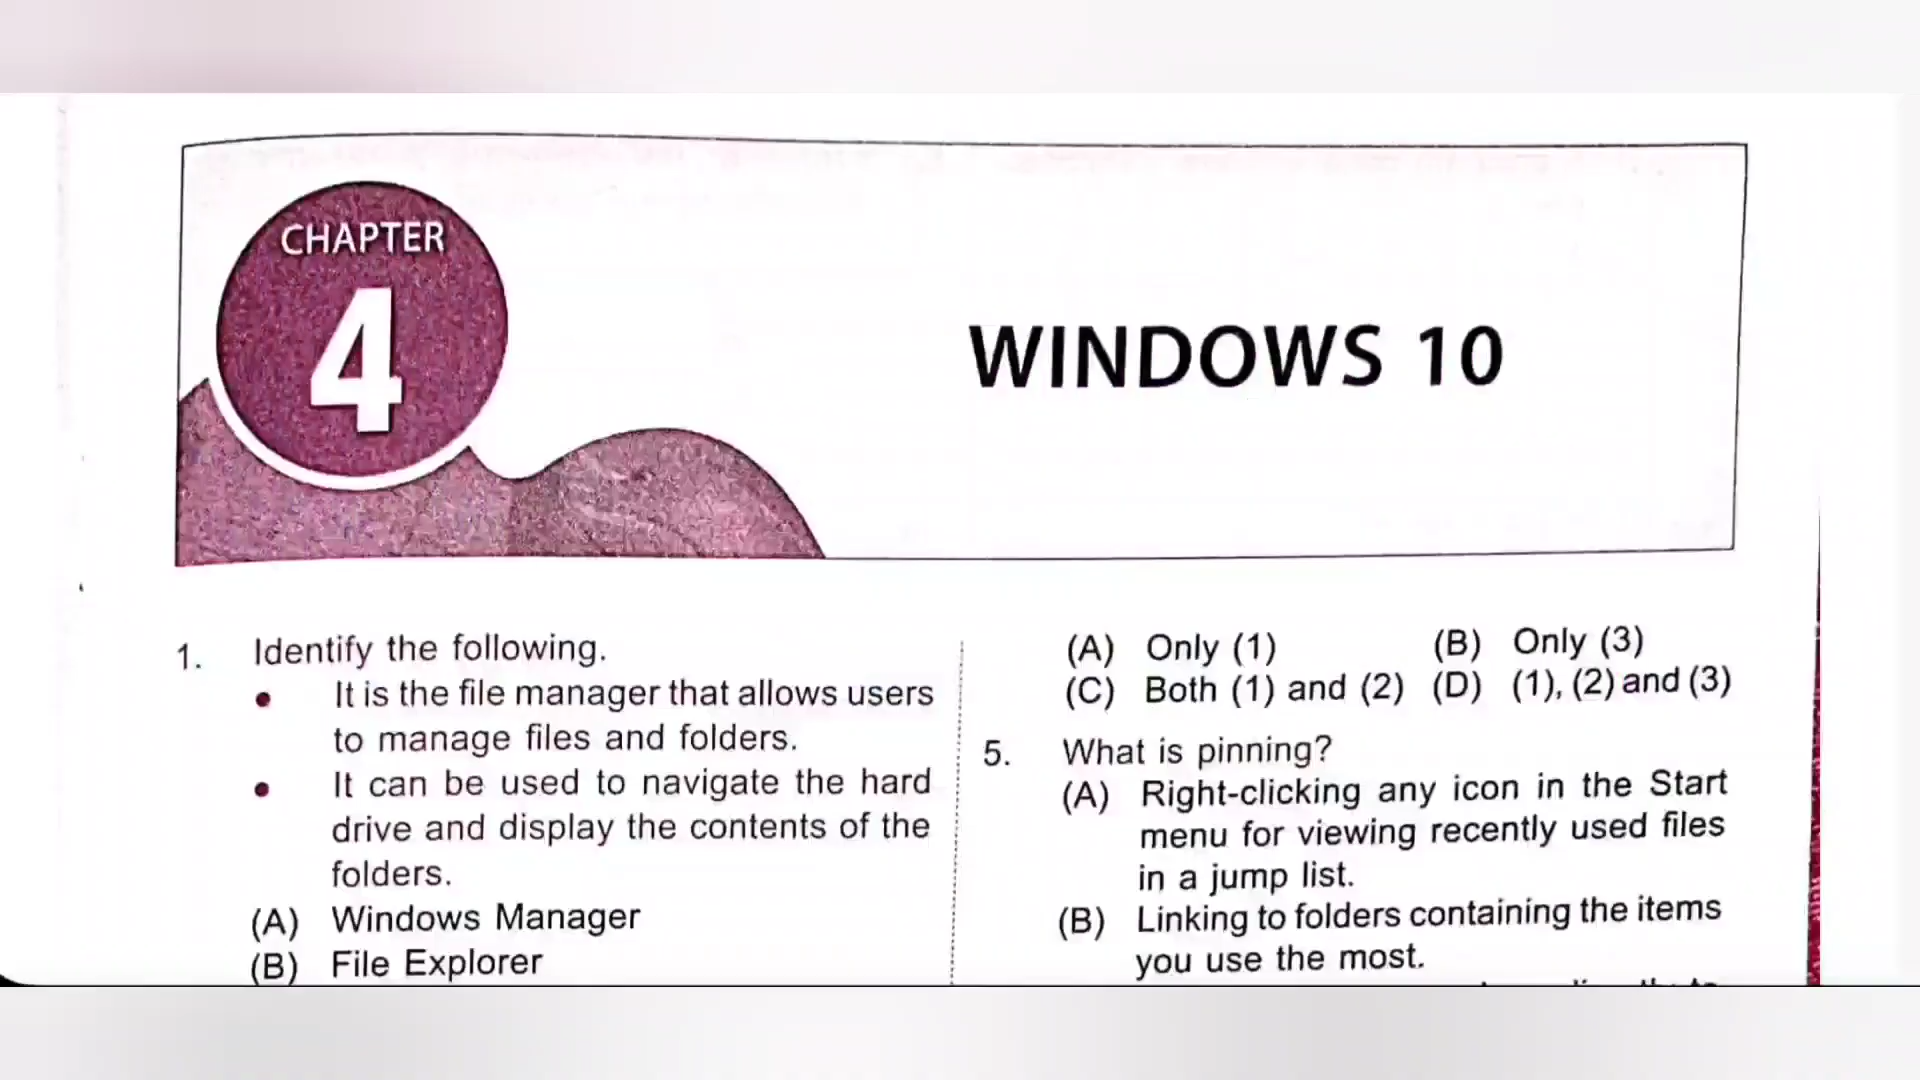 CHAPTER
4
WINDOWS 10
1. Identify the following.
• It is the file manager that allows users
to manage files and folders.
• It can be used to navigate the hard
drive and display the contents of the
folders.
(A) Windows Manager
(B) File Explorer
(A) Only (1) (B) Only (3)
(C) Both (1) and (2) (D) (1), (2) and (3)
5. What is pinning?
(A) Right-clicking any icon in the Start
menu for viewing recently used files
in a jump list.
(B) Linking to folders containing the items
you use the most.